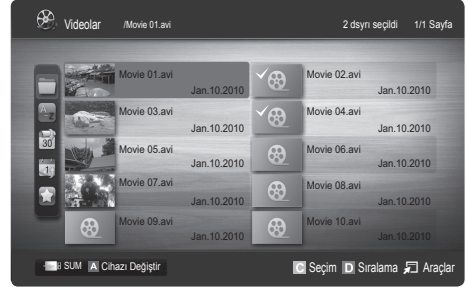 Videolar /Movie 01.avi 2 dsyrı seçildi 1/1 Sayfa
Movie 01.avi Movie 02.avi
Jan.10.2010 Jan.10.2010
Movie 03.avi Movie 04.avi
Jan.10.2010 Jan.10.2010
Movie 05.avi Movie 06.avi
Jan.10.2010 Jan.10.2010
Movie 07.avi Movie 08.avi
Jan.10.2010 Jan.10.2010
Movie 09.avi Movie 10.avi
Jan.10.2010 Jan.10.2010
A Z
30
1
SUM A Cihazı Değiştir C Seçim D Sıralama Araçlar